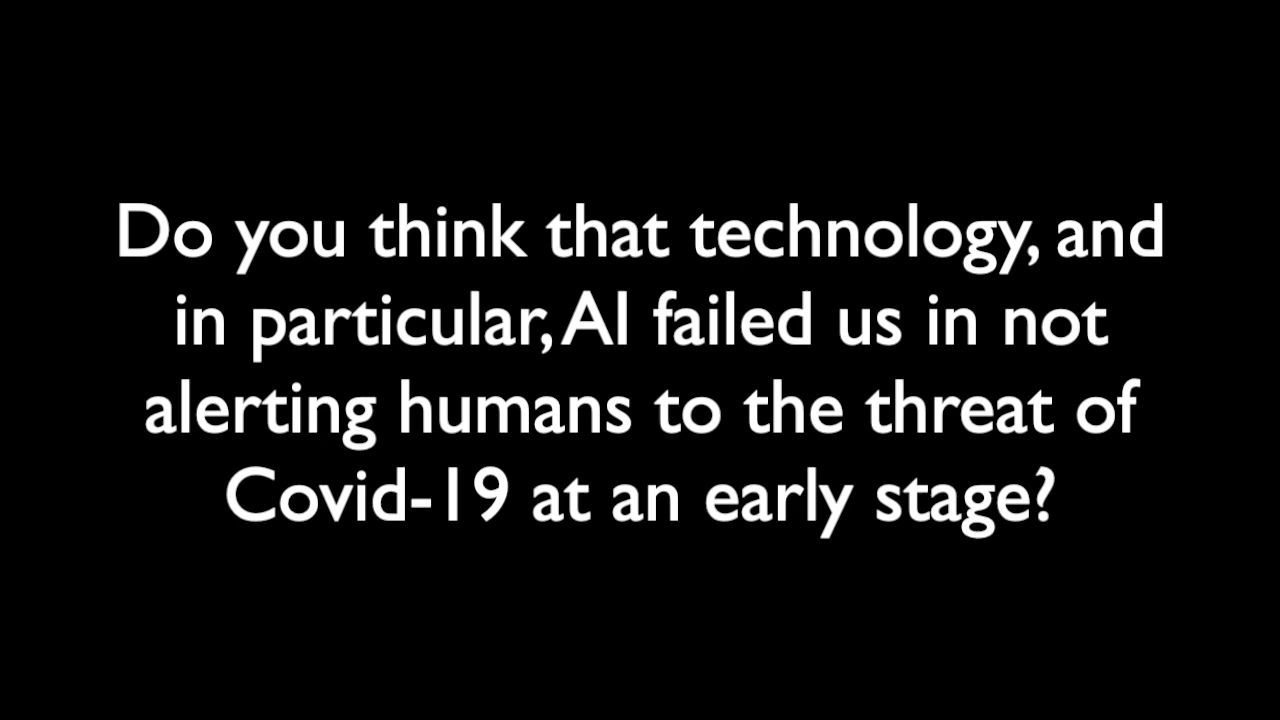 Do you think that technology, and
in particular, AI failed us in not
alerting humans to the threat of
Covid-19 at an early stage?